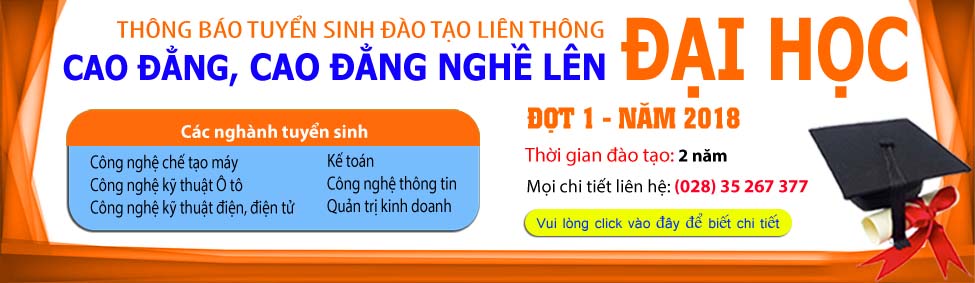 THÔNG BÁO TUYỂN SINH ĐÀO TẠO LIÊN THÔNG
CAO ĐẲNG, CAO ĐẲNG NGHỀ LÊN
ĐẠI HỌC
Các nghành tuyển sinh
Công nghệ chế tạo máy
Công nghệ kỹ thuật Ô tô
Công nghệ kỹ thuật điện, điện tử
Kế toán
Công nghệ thông tin
Quản trị kinh doanh
ĐỢT 1 - NĂM 2018
Thời gian đào tạo: 2 năm
Mọi chi tiết liên hệ: (028) 35 267 377
Vui lòng click vào đây để biết chi tiết